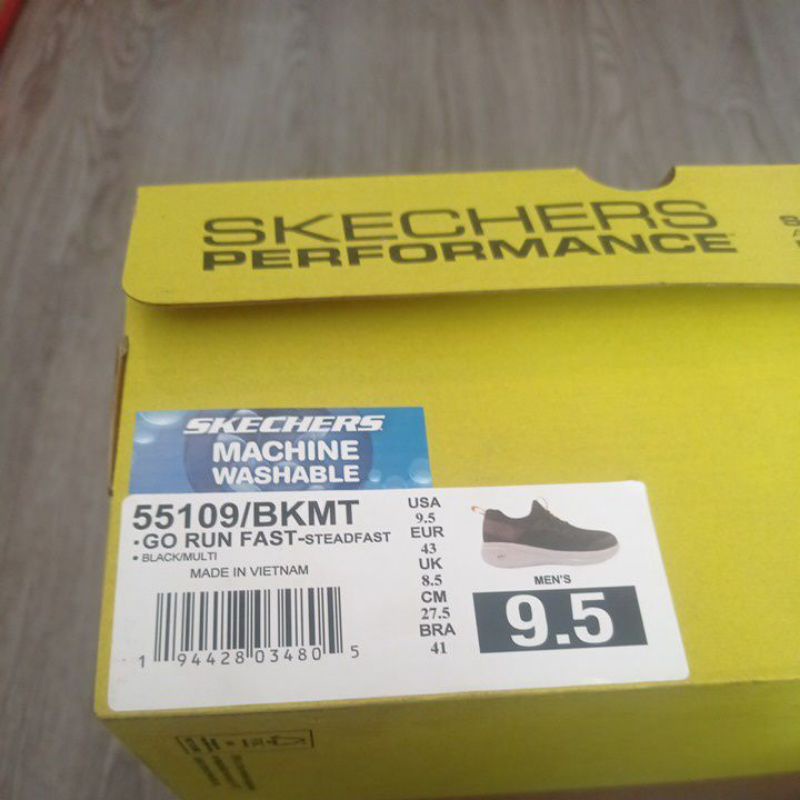 SKECHERS
PERFORMANCE
SKECHERS
MACHINE
WASHABLE
55109/BKMT
•GO RUN FAST-STEADFAST
• BLACK/MULTI
MADE IN VIETNAM
1 94428 03480 5
USA
9.5
EUR
43
UK
8.5
CM
27.5
BRA
41
MEN'S
9.5